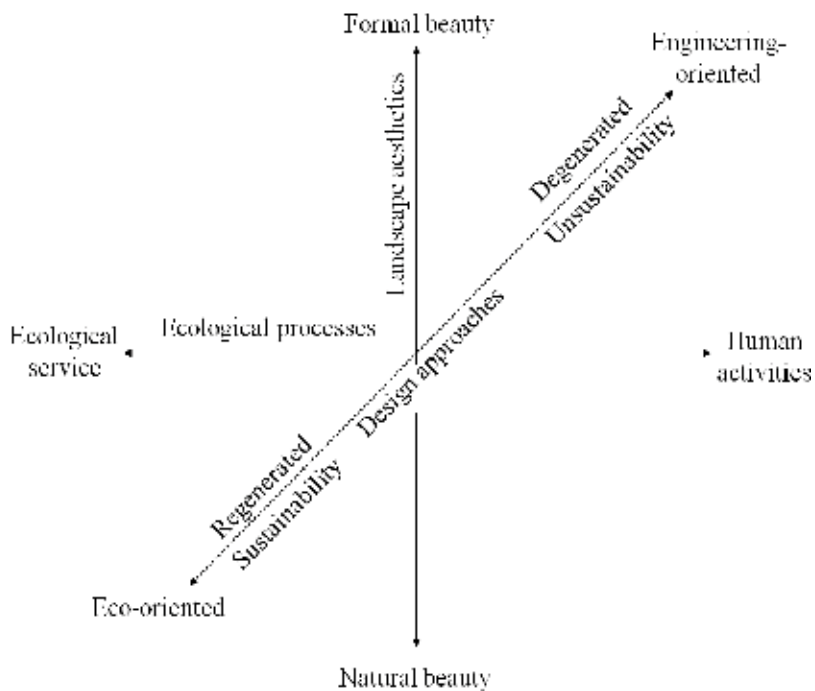 Formal beauty
Engineering-
oriented
Landscape aesthetics
Degenerated
Unsustainability
Ecological processes
Ecological
service
Human
activities
Design approaches
Regenerated
Sustainability
Eco-oriented
Natural beauty